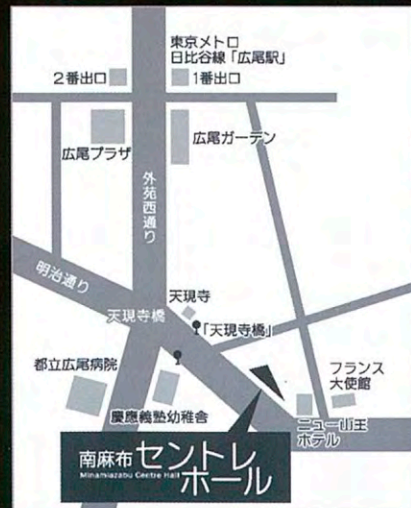 東京メトロ
日比谷線「広尾駅」
2番出口
1番出口
広尾プラザ
広尾ガーデン
外苑西通り
明治通り
天現寺
天現寺橋
「天現寺橋」
都立広尾病院
慶應義塾幼稚舎
フランス
大使館
ニュー山王
ホテル
南麻布 セントレ
Minamiazabu Centre Hall
ホール